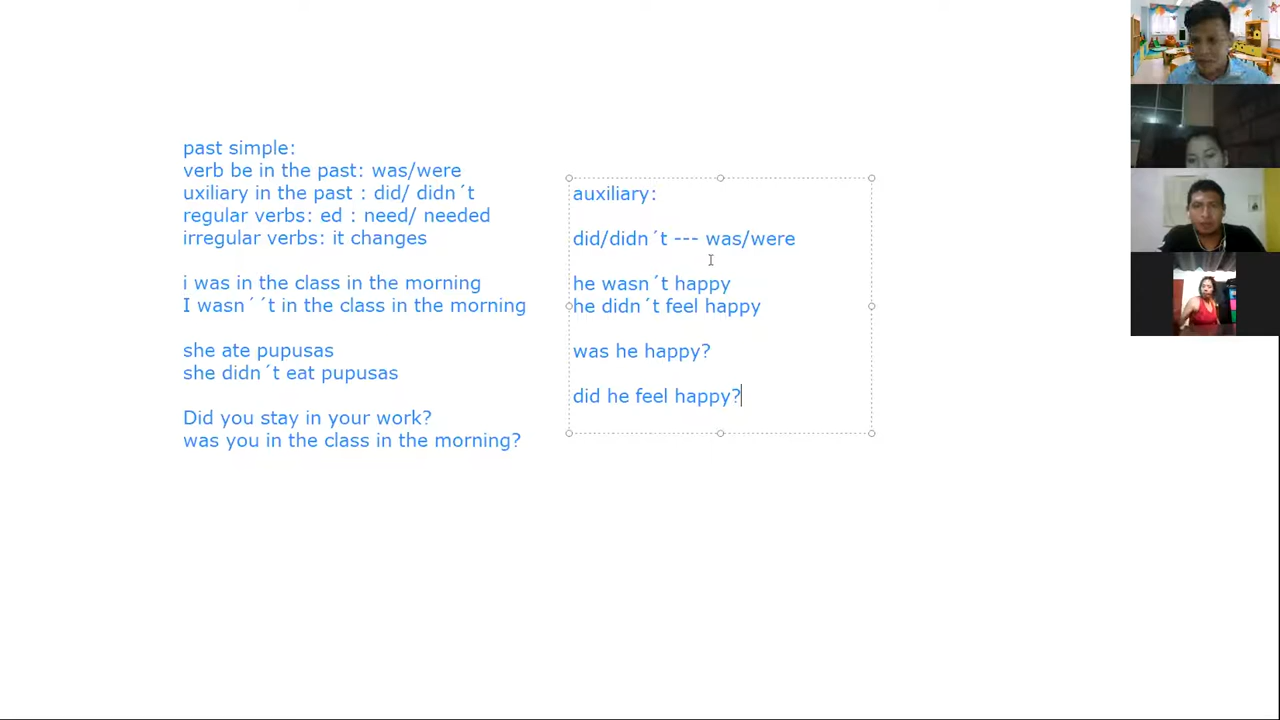 past simple:
verb be in the past: was/were
uxiliary in the past : did/ didn´t
regular verbs: ed : need/ needed
irregular verbs: it changes
i was in the class in the morning
I wasn´´t in the class in the morning
she ate pupusas
she didn´t eat pupusas
Did you stay in your work?
was you in the class in the morning?
auxiliary:
did/didn´t --- was/were
he wasn´t happy
he didn´t feel happy
was he happy?
did he feel happy?